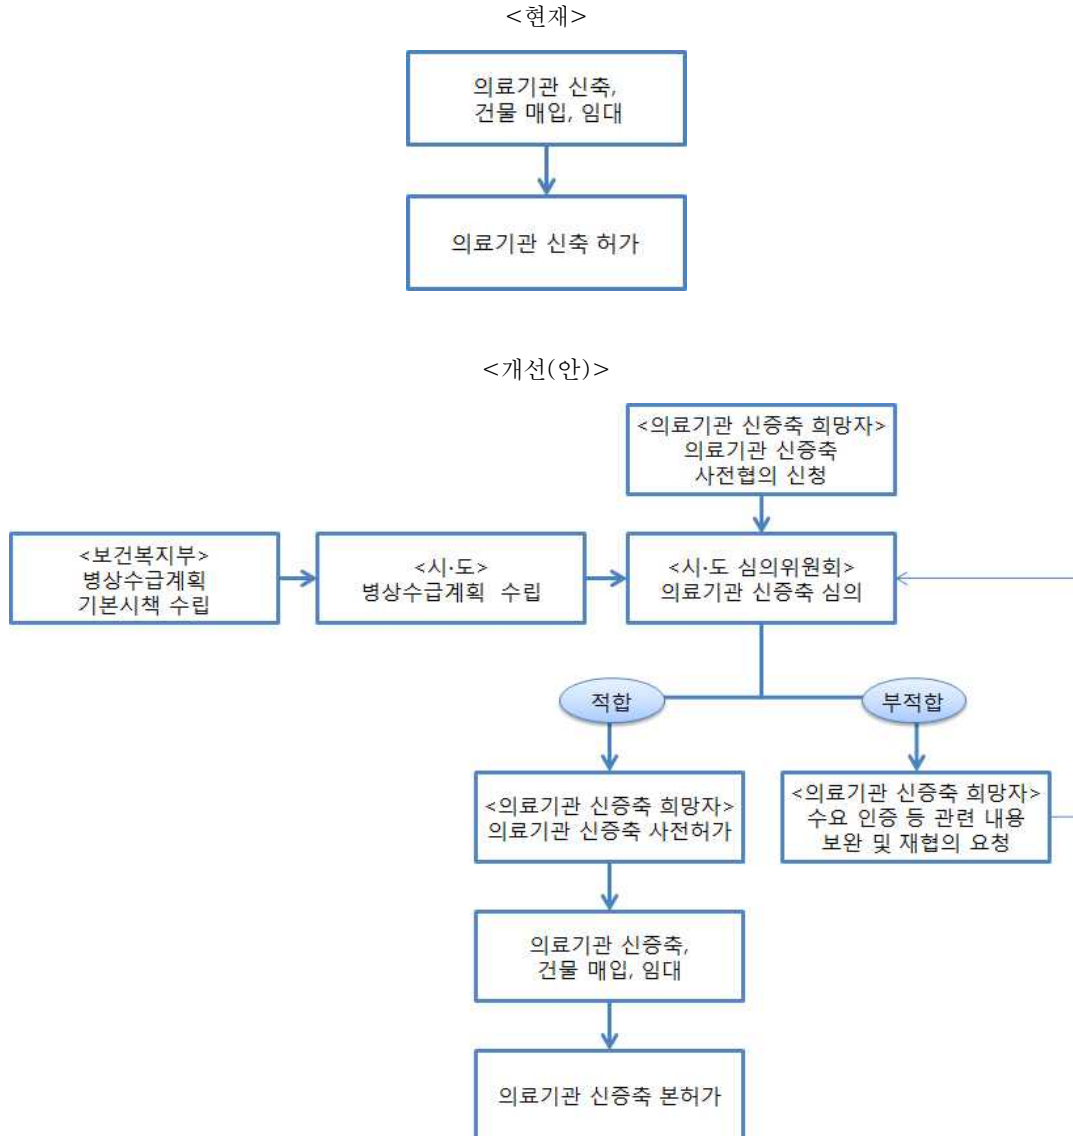 <현재>
의료기관 신축,
건물 매입, 임대
의료기관 신축 허가
<개선(안)>
<의료기관 신증축 희망자>
의료기관 신증축
사전협의 신청
<보건복지부>
병상수급계획
기본시책 수립
<시·도>
병상수급계획 수립
<시·도 심의위원회>
의료기관 신증축 심의
적합
부적합
<의료기관 신증축 희망자>
의료기관 신증축 사전허가
<의료기관 신증축 희망자>
수요 인증 등 관련 내용
보완 및 재협의 요청
의료기관 신증축,
건물 매입, 임대
의료기관 신증축 본허가